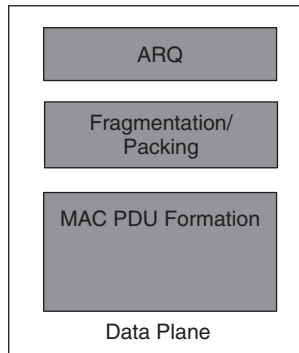 ARQ
Fragmentation/
Packing
MAC PDU Formation
Data Plane